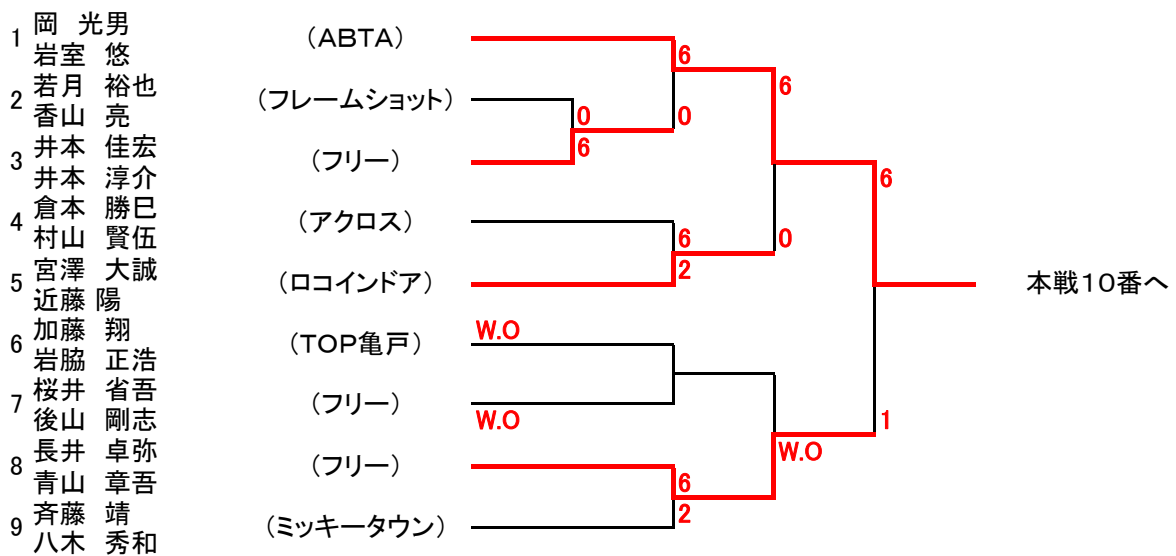 1 岡 光男 (ABTA)
岩室 悠
6
2 若月 裕也 (フレームショット)
香山 亮
6
0
0
3 井本 佳宏 (フリー)
井本 淳介
6
6
4 倉本 勝巳 (アクロス)
村山 賢伍
6
0
5 宮澤 大誠 (ロコインドア)
近藤 陽
2
本戦10番へ
6 加藤 翔 (TOP亀戸)
岩脇 正浩
W.O
7 桜井 省吾 (フリー)
後山 剛志
W.O
1
8 長井 卓弥 (フリー)
青山 章吾
W.O
6
9 斉藤 靖 (ミッキータウン)
八木 秀和
2